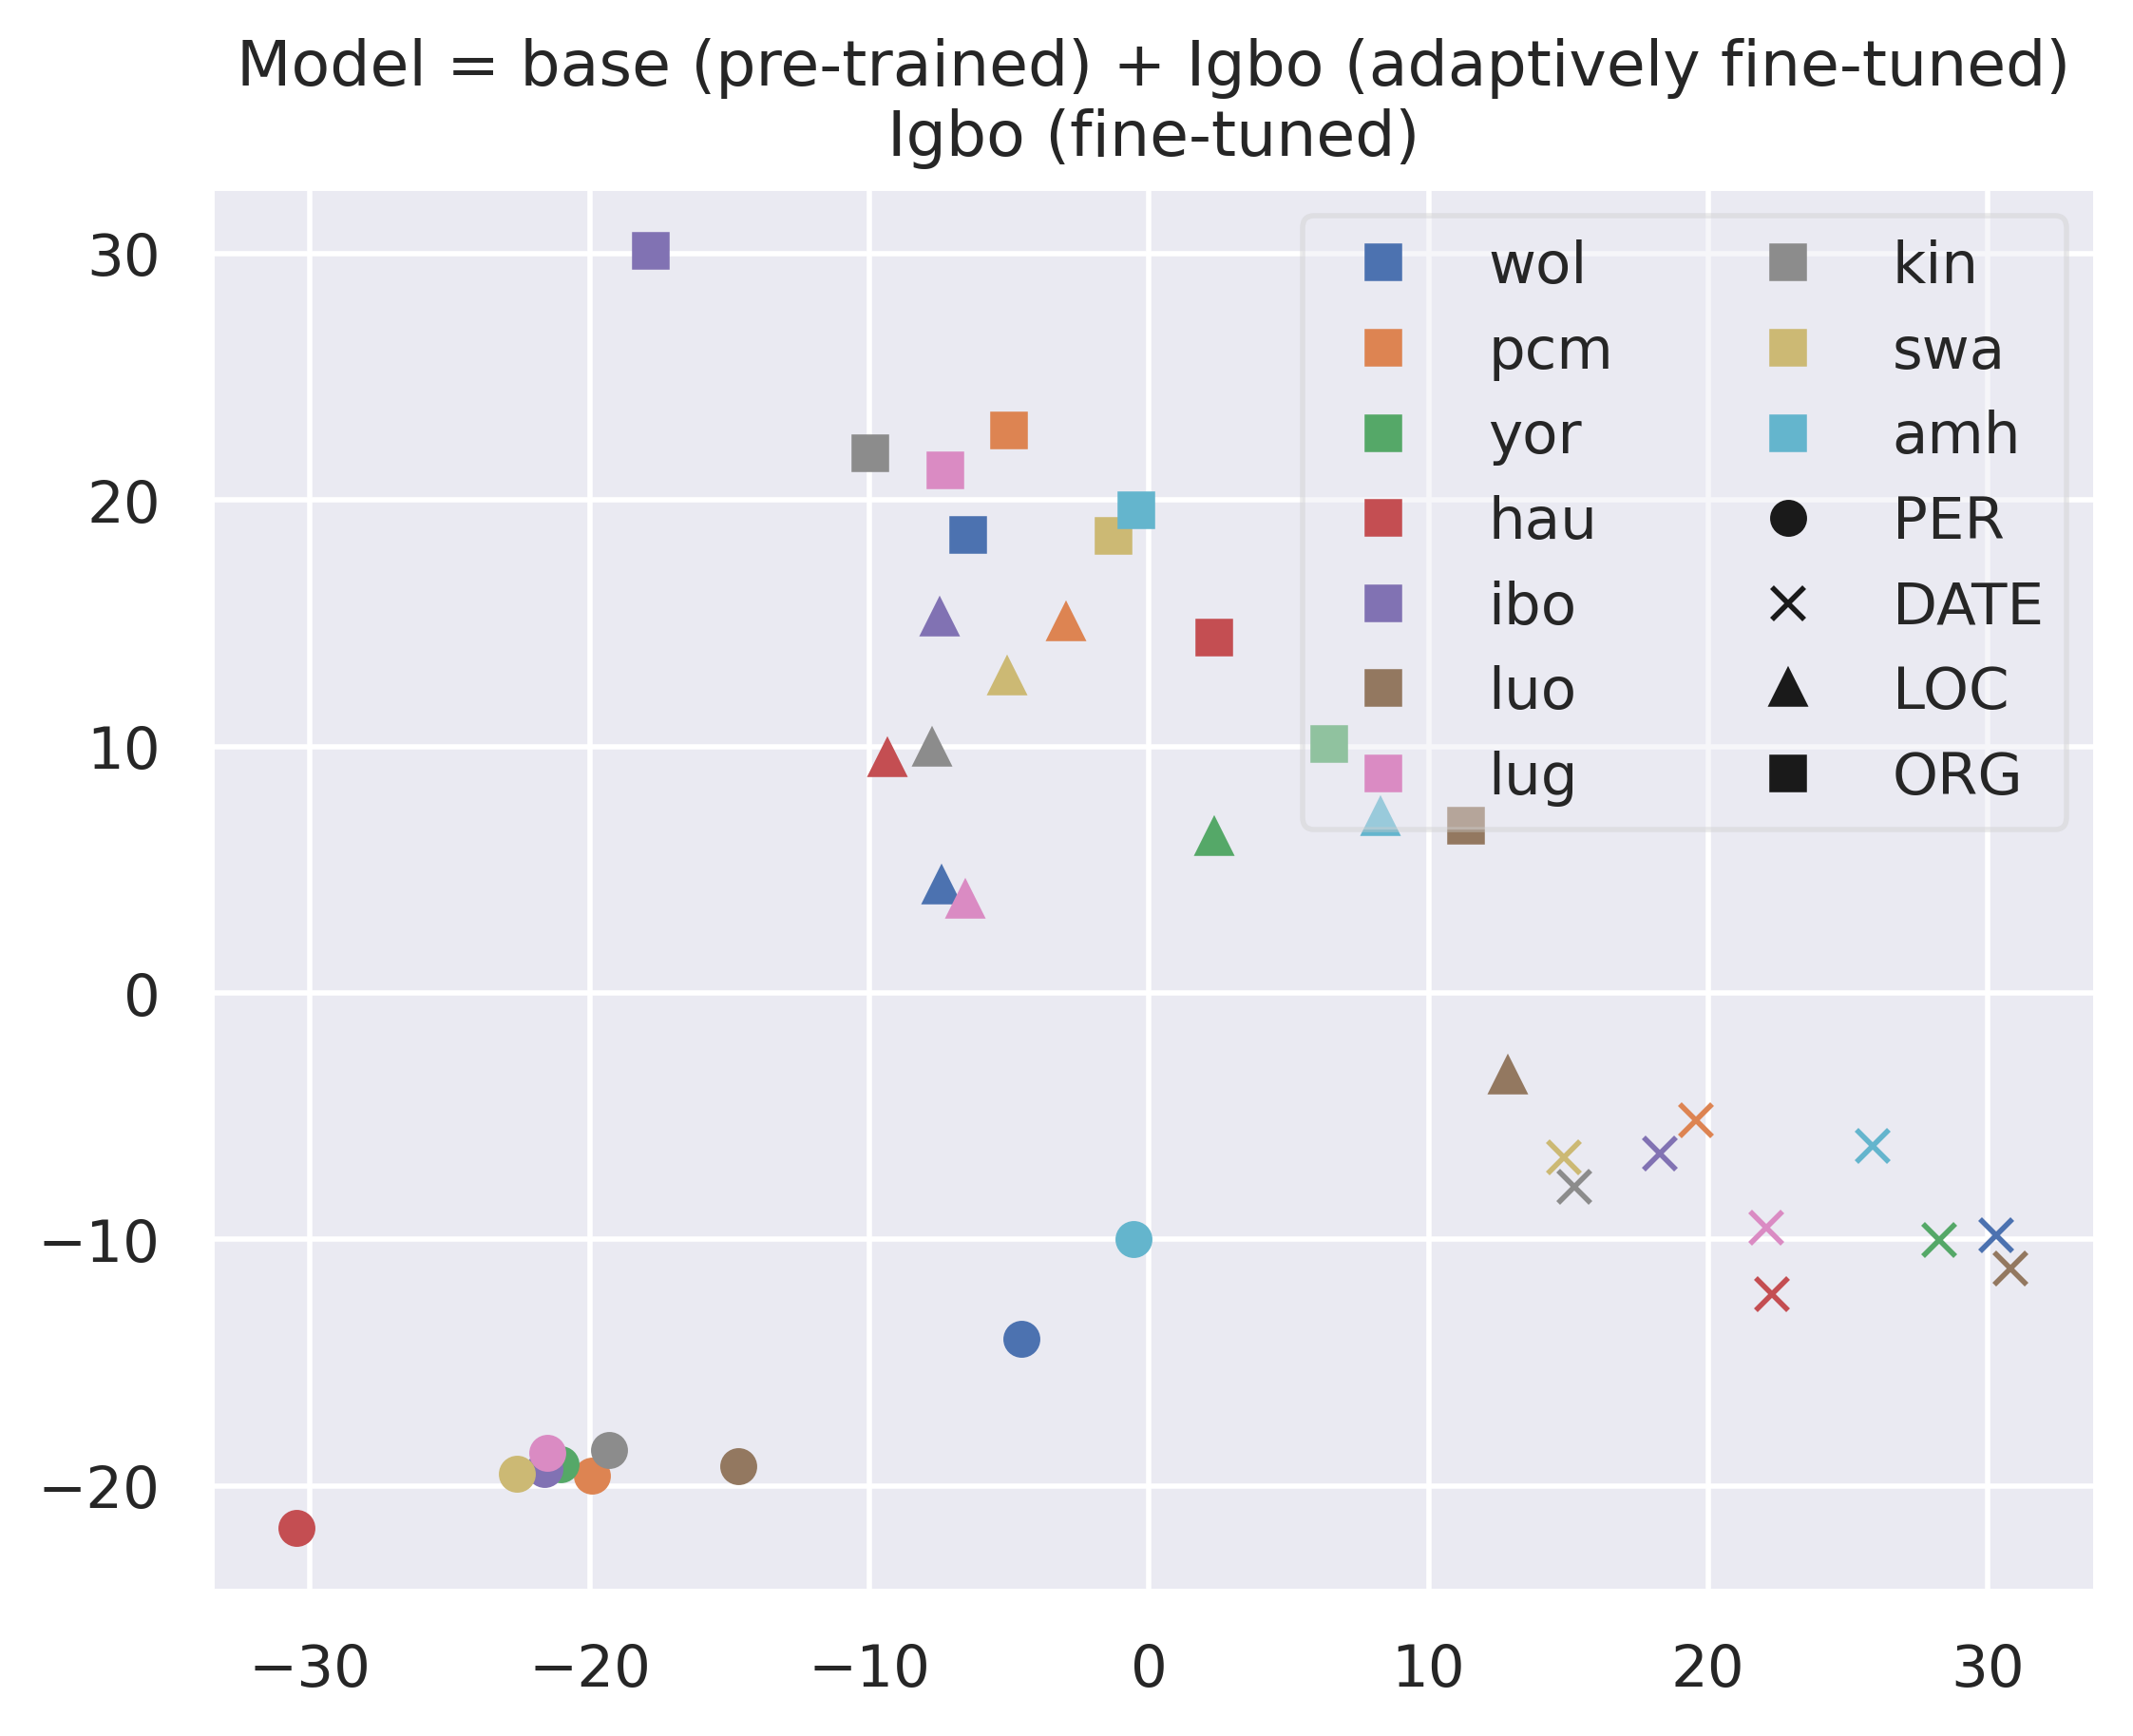 Model = base (pre-trained) + Igbo (adaptively fine-tuned)
Igbo (fine-tuned)
30
20
10
0
−10
−20
wol
pcm
yor
hau
ibo
luo
lug
kin
swa
amh
PER
DATE
LOC
ORG
−30
−20
−10
0
10
20
30